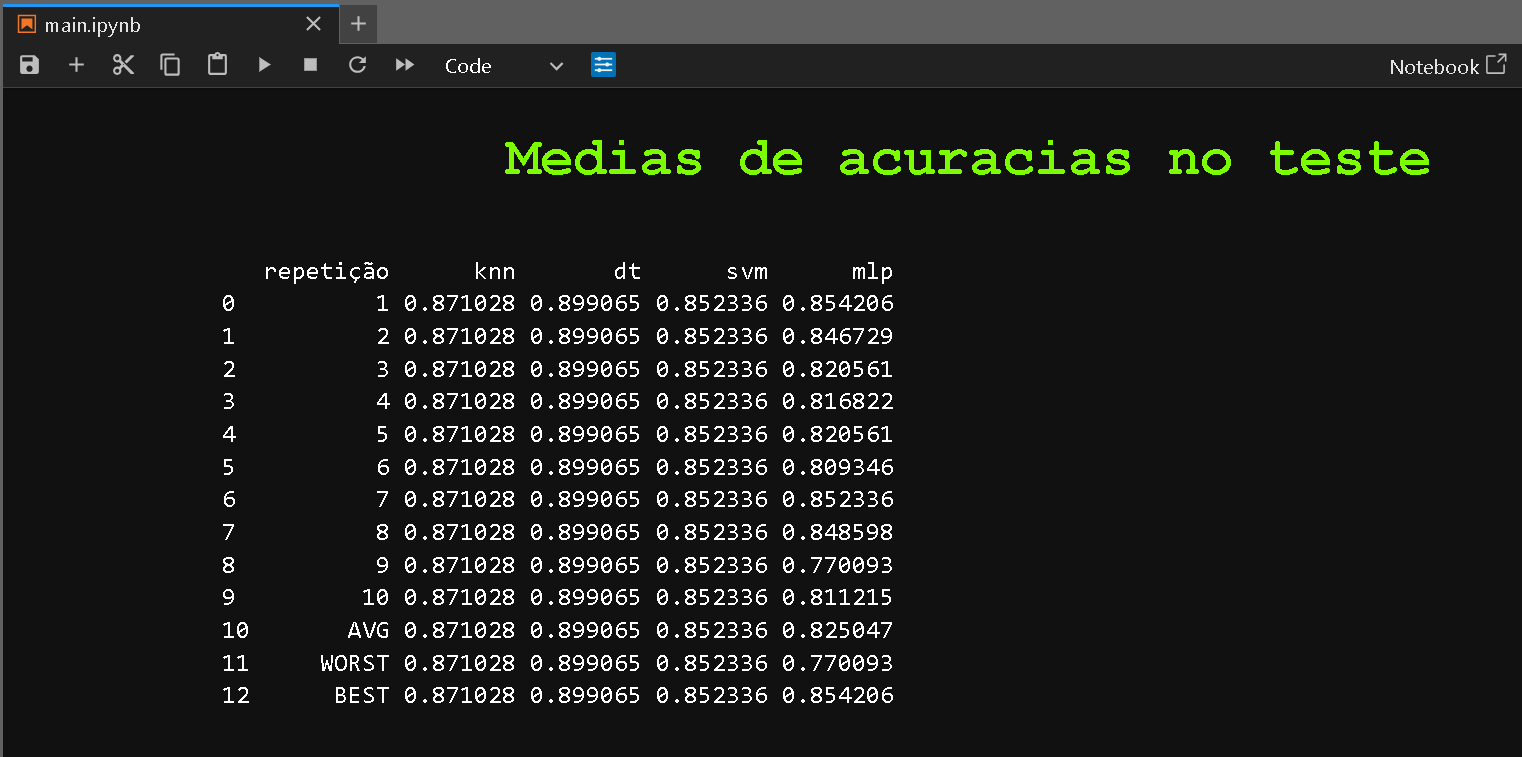 main.ipynb
Code
Notebook
Medias de acuracias no teste
repetição knn dt svm mlp
0 1 0.871028 0.899065 0.852336 0.854206
1 2 0.871028 0.899065 0.852336 0.846729
2 3 0.871028 0.899065 0.852336 0.820561
3 4 0.871028 0.899065 0.852336 0.816822
4 5 0.871028 0.899065 0.852336 0.820561
5 6 0.871028 0.899065 0.852336 0.809346
6 7 0.871028 0.899065 0.852336 0.852336
7 8 0.871028 0.899065 0.852336 0.848598
8 9 0.871028 0.899065 0.852336 0.770093
9 10 0.871028 0.899065 0.852336 0.811215
10 AVG 0.871028 0.899065 0.852336 0.825047
11 WORST 0.871028 0.899065 0.852336 0.770093
12 BEST 0.871028 0.899065 0.852336 0.854206